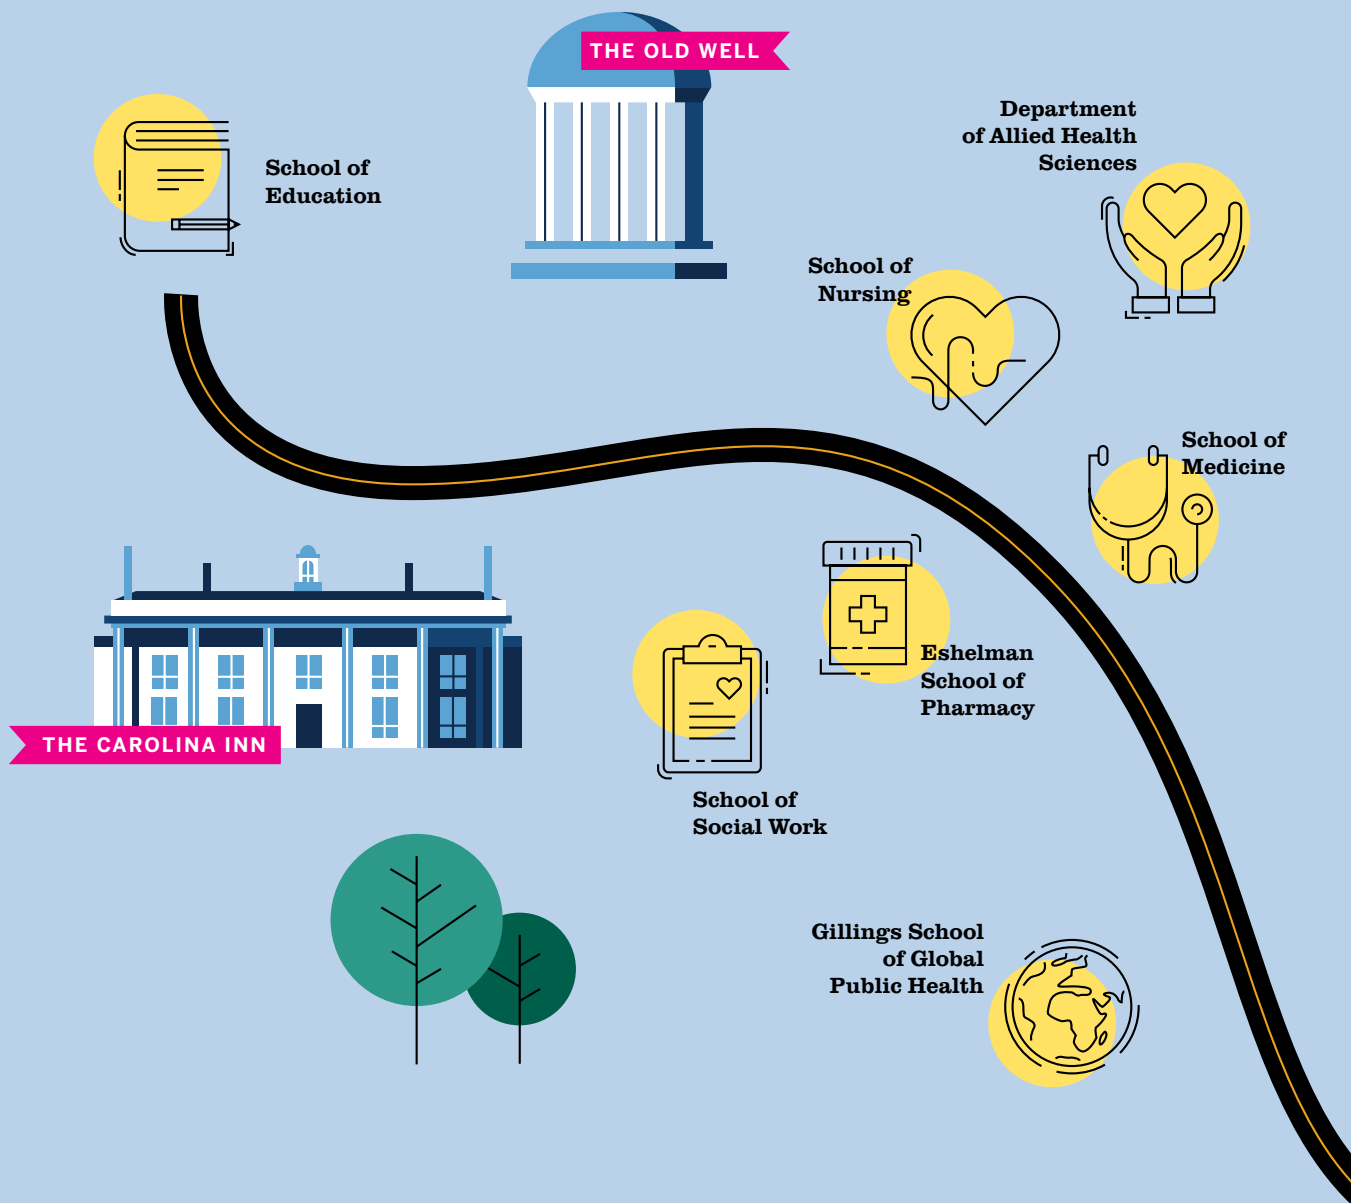 THE OLD WELL
School of
Education
Department
of Allied Health
Sciences
School of
Nursing
School of
Medicine
Eshelman
School of
Pharmacy
THE CAROLINA INN
School of
Social Work
Gillings School
of Global
Public Health